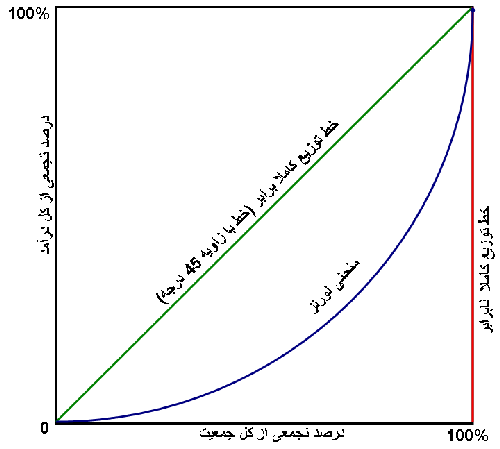 100%
درصد تجمعی از کل درآمد
خط توزیع کاملا برابر (خط با زاویه 45 درجه)
منحنی لورنز
خط توزیع کاملا نابرابر
0
درصد تجمعی از کل جمعیت
100%